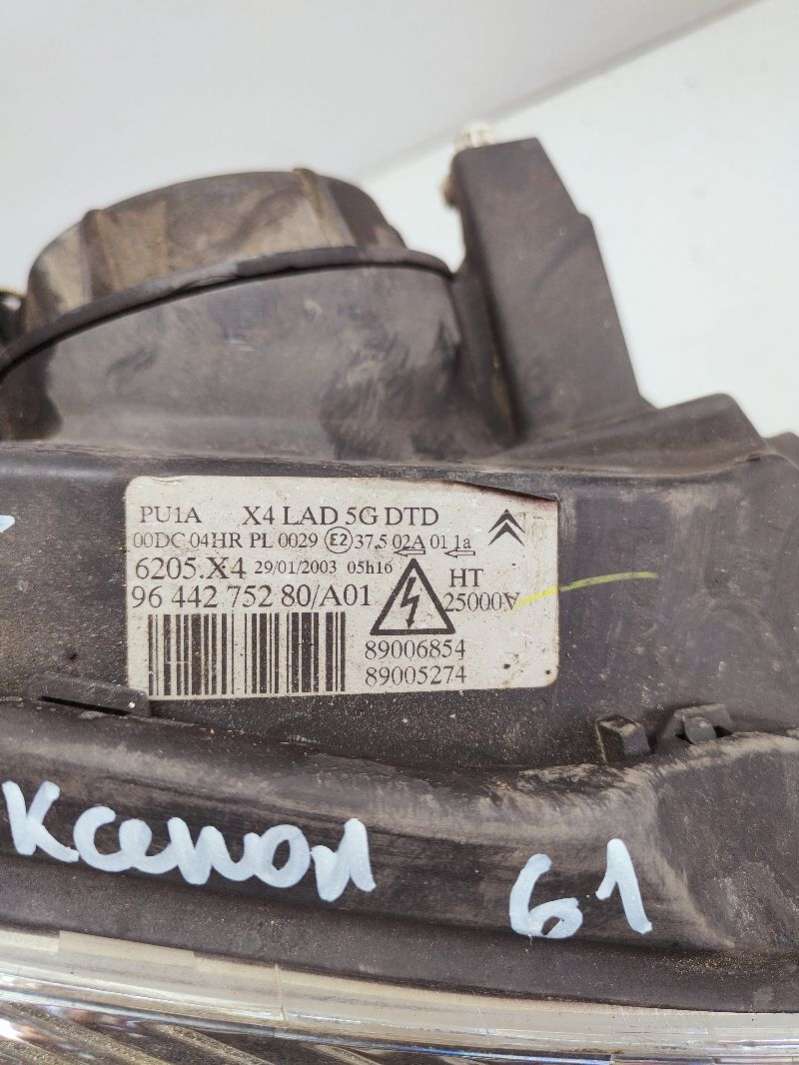 PU1A X4 LAD 5G DTD
00DC 04HR PL 0029 E2 37.5 02A 01 1a
6205.X4 29/01/2003 05h16
96 442 752 80/A01
HT
25000V
89006854
89005274
Ксенон 61